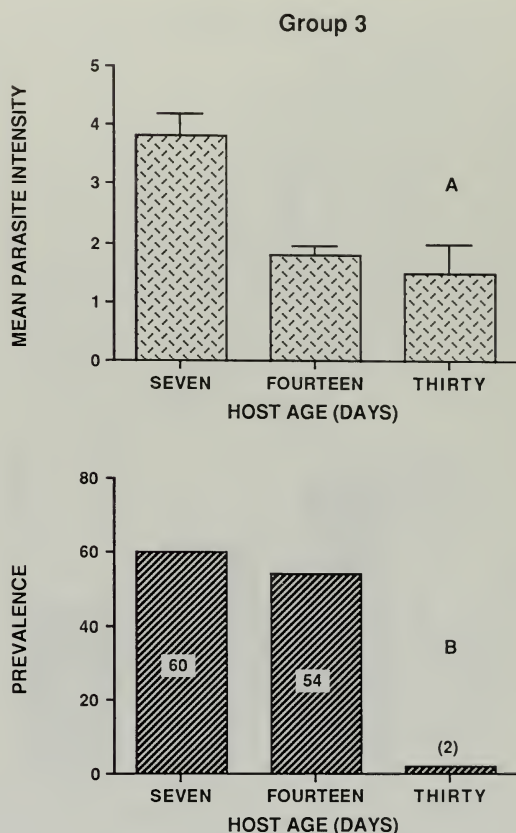 Group 3
MEAN PARASITE INTENSITY
5
4
3
2
1
0
A
SEVEN FOURTEEN THIRTY
HOST AGE (DAYS)
PREVALENCE
80
60
40
20
0
60
54
B
(2)
SEVEN FOURTEEN THIRTY
HOST AGE (DAYS)